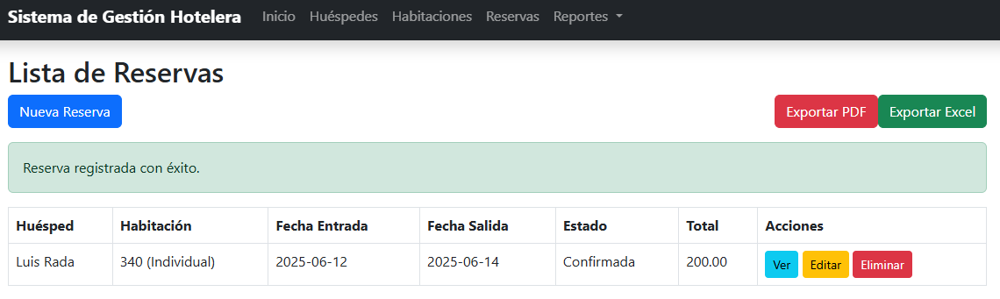 Sistema de Gestión Hotelera Inicio Huéspedes Habitaciones Reservas Reportes
Lista de Reservas
Nueva Reserva Exportar PDF Exportar Excel
Reserva registrada con éxito.
Huésped Habitación Fecha Entrada Fecha Salida Estado Total Acciones
Luis Rada 340 (Individual) 2025-06-12 2025-06-14 Confirmada 200.00 Ver Editar Eliminar